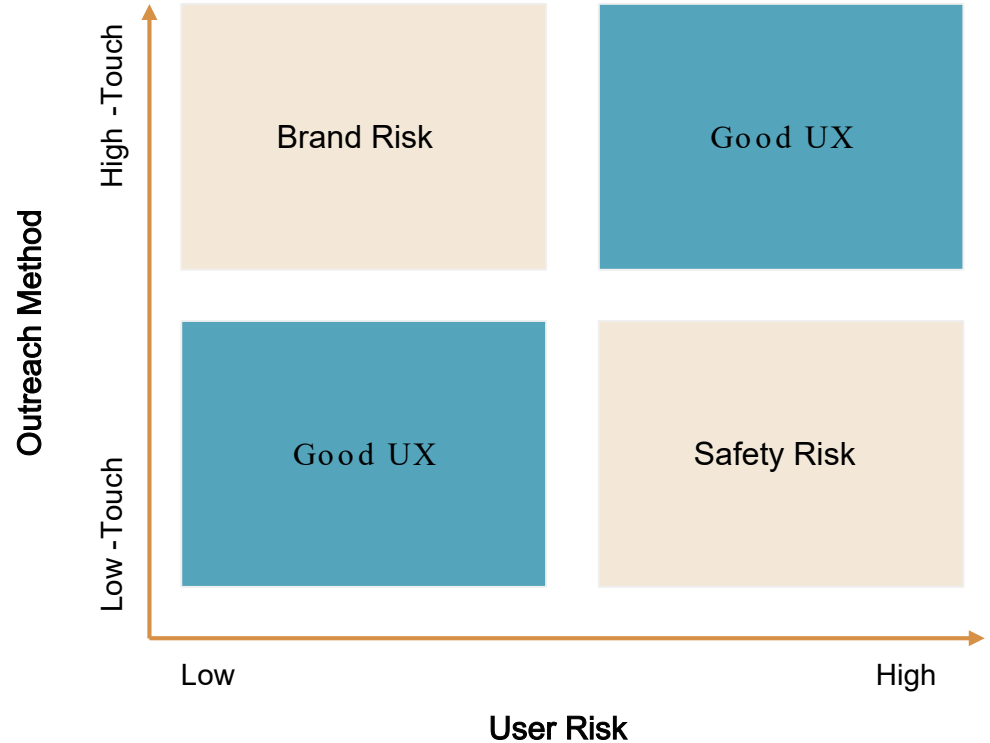 High -Touch
Brand Risk
Good UX
Outreach Method
Good UX
Safety Risk
Low -Touch
Low
High
User Risk